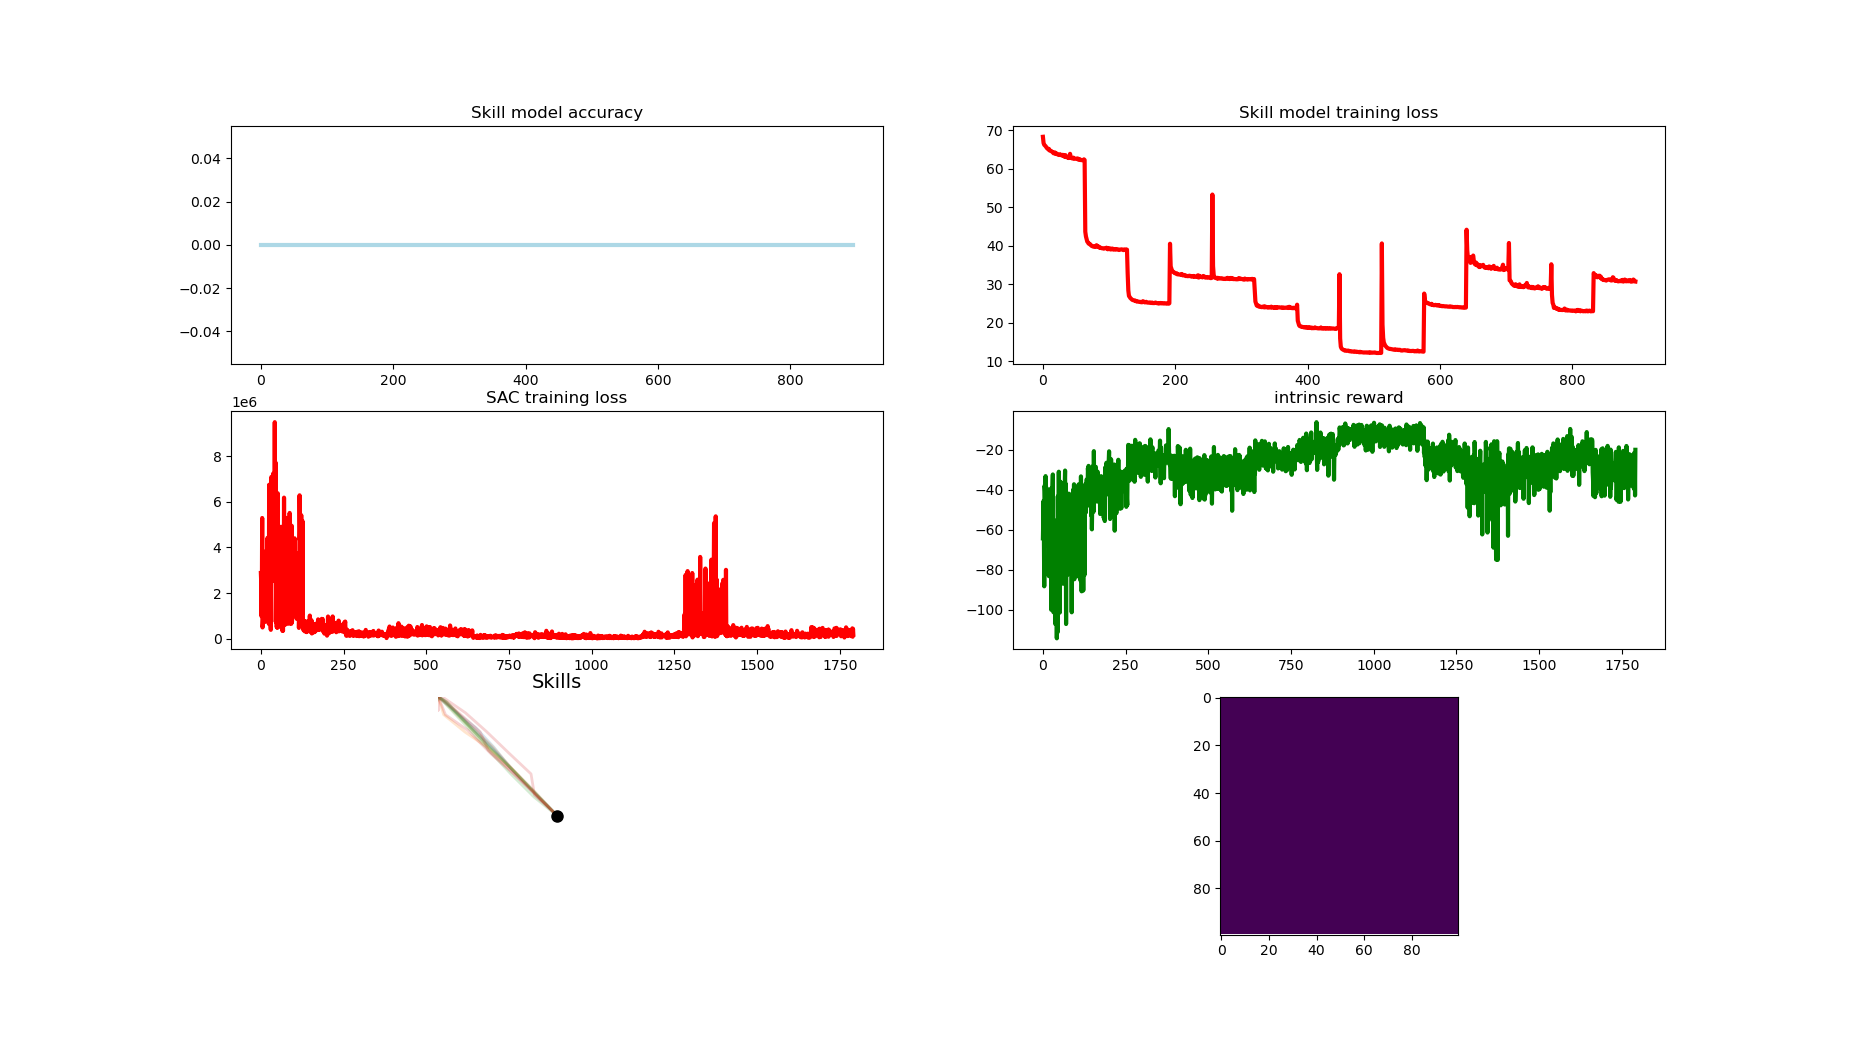 Skill model accuracy
0.04
0.02
0.00
−0.02
−0.04
0 200 400 600 800
Skill model training loss
70
60
50
40
30
20
10
0 200 400 600 800
SAC training loss
1e6
8
6
4
2
0
0 250 500 750 1000 1250 1500 1750
intrinsic reward
−20
−40
−60
−80
−100
0 250 500 750 1000 1250 1500 1750
Skills
0
20
40
60
80
0 20 40 60 80